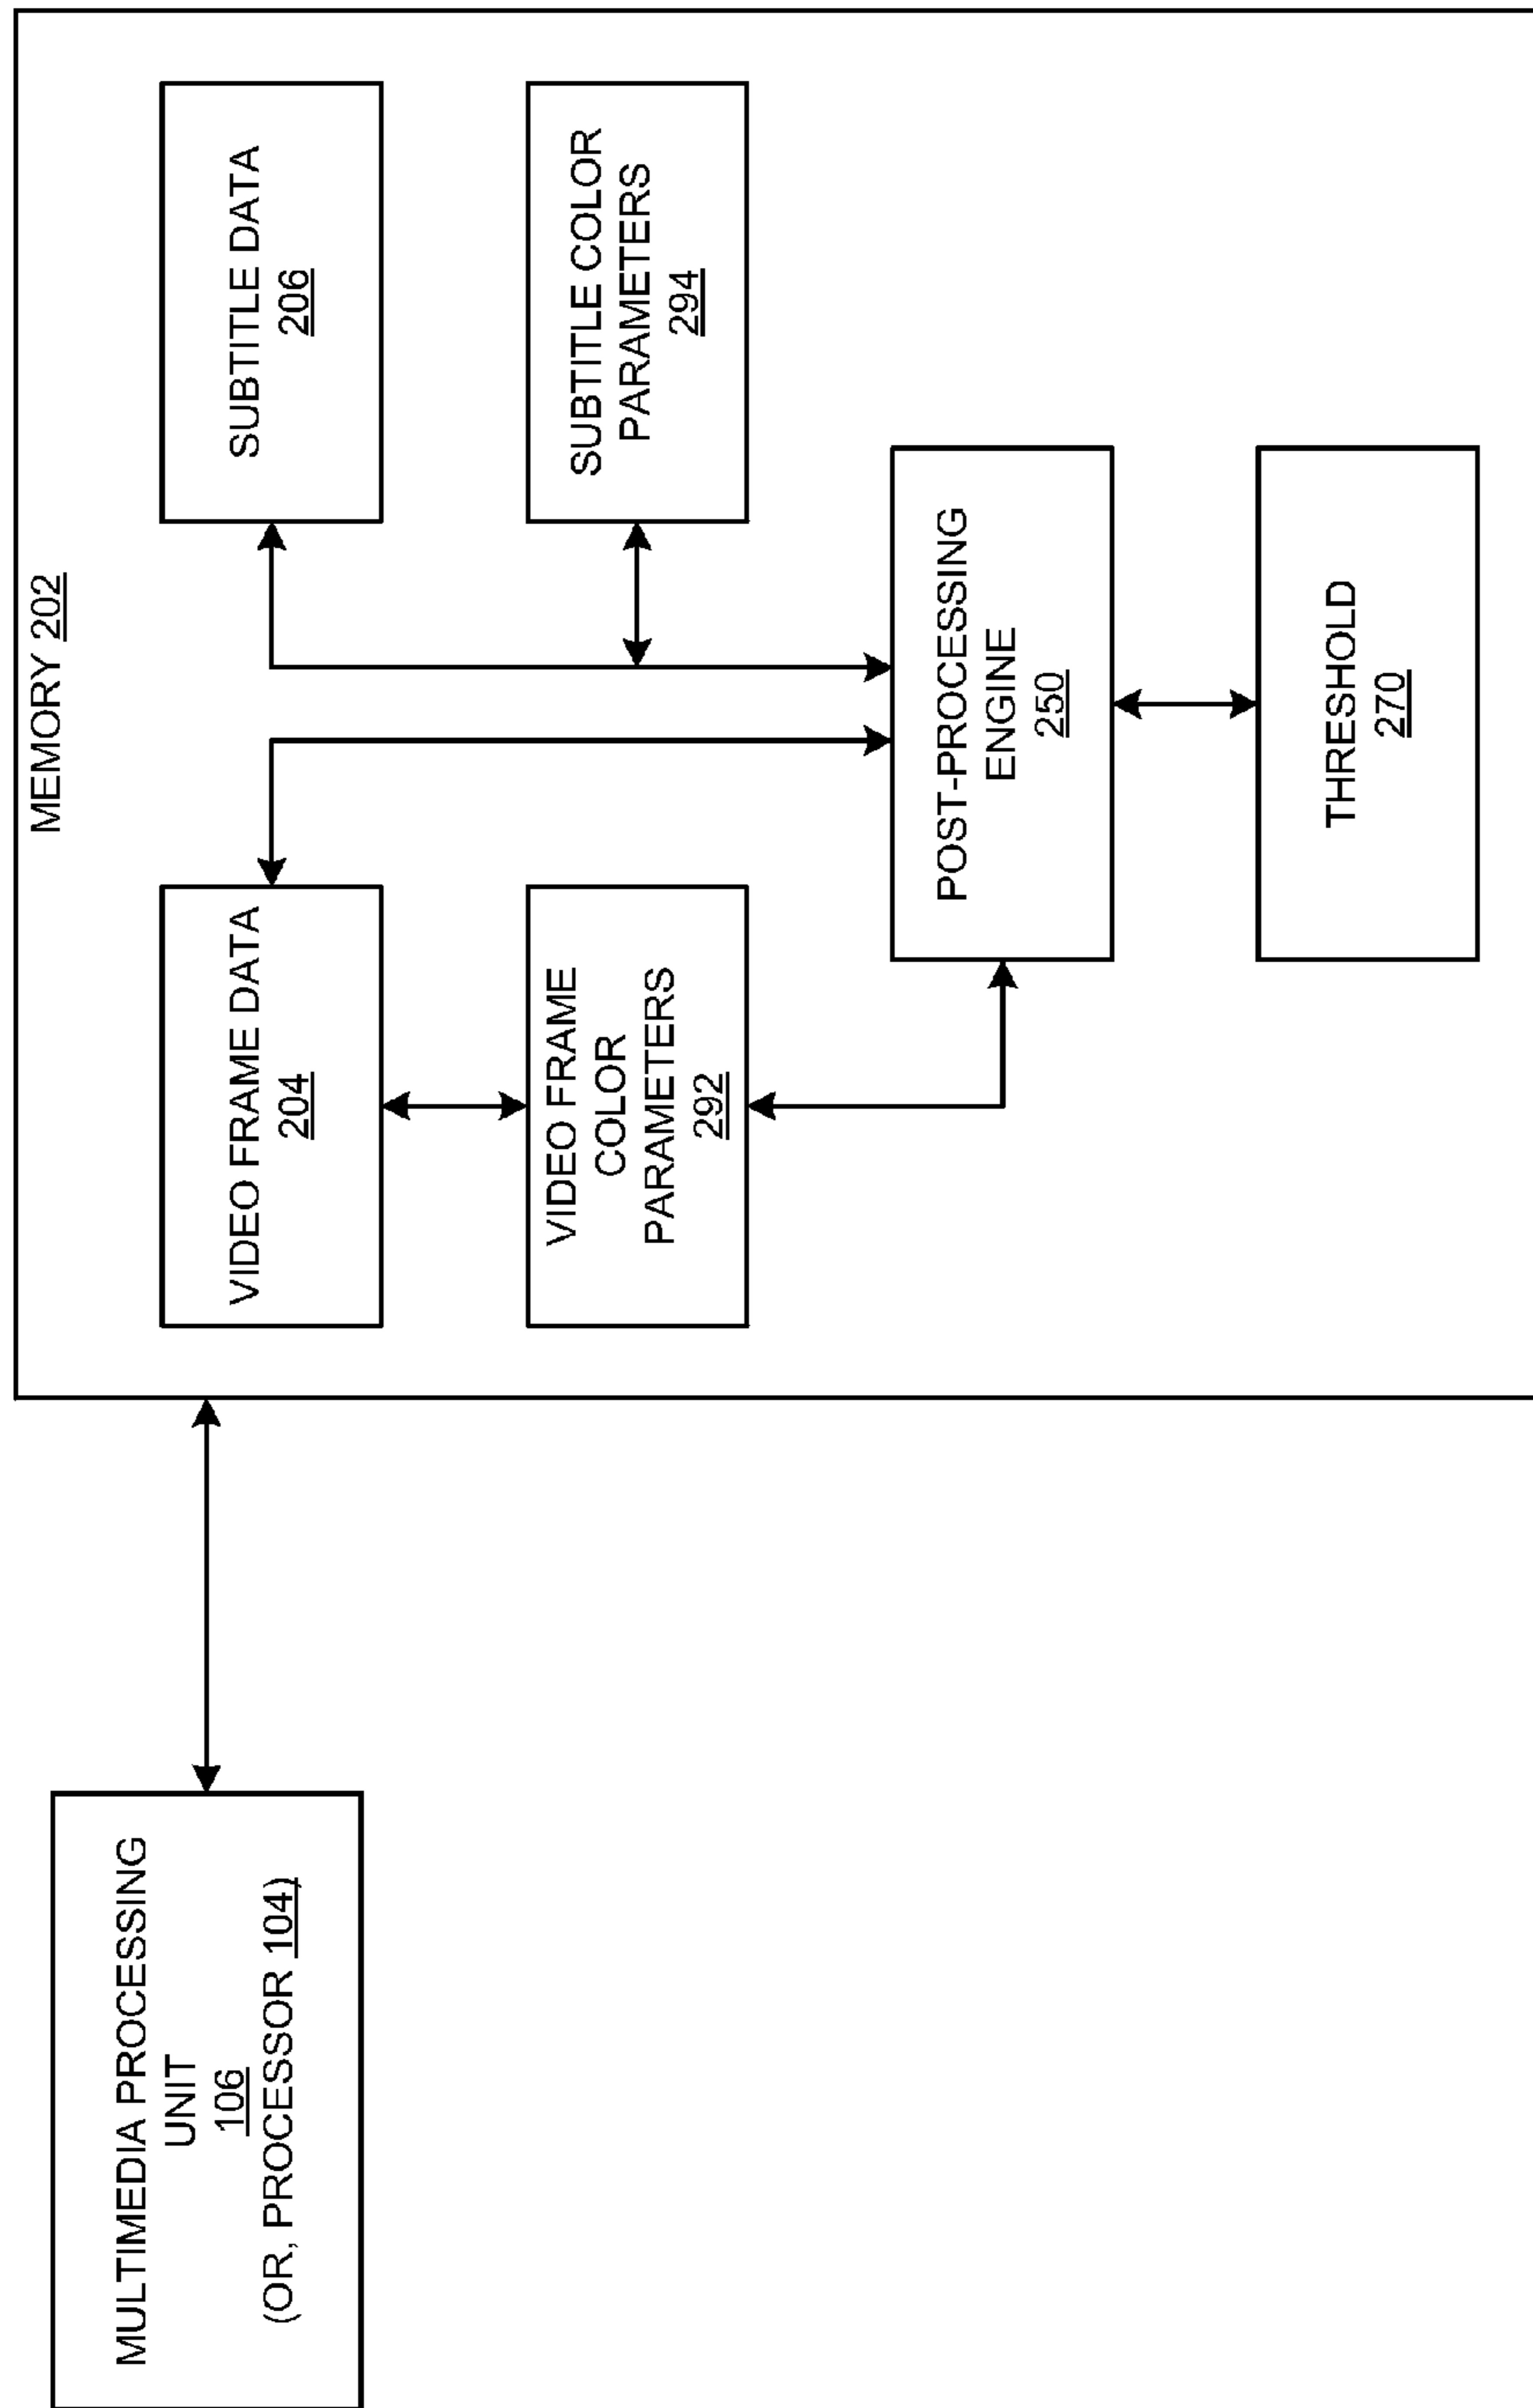 MULTIMEDIA PROCESSING
UNIT
106
(OR, PROCESSOR 104)
MEMORY 202
VIDEO FRAME DATA
204
SUBTITLE DATA
206
VIDEO FRAME
COLOR
PARAMETERS
292
SUBTITLE COLOR
PARAMETERS
294
POST-PROCESSING
ENGINE
250
THRESHOLD
270